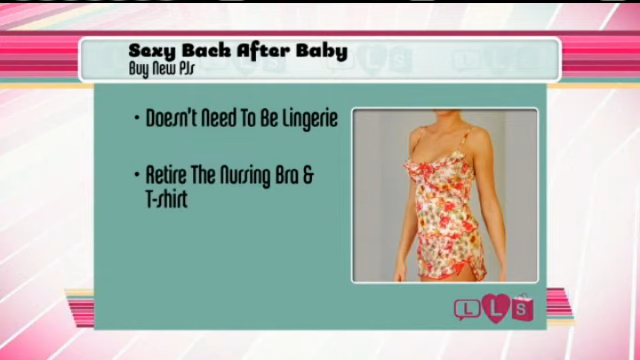 Sexy Back After Baby
Buy New PJs
• Doesn't Need To Be Lingerie
• Retire The Nursing Bra &
T-shirt
L L S